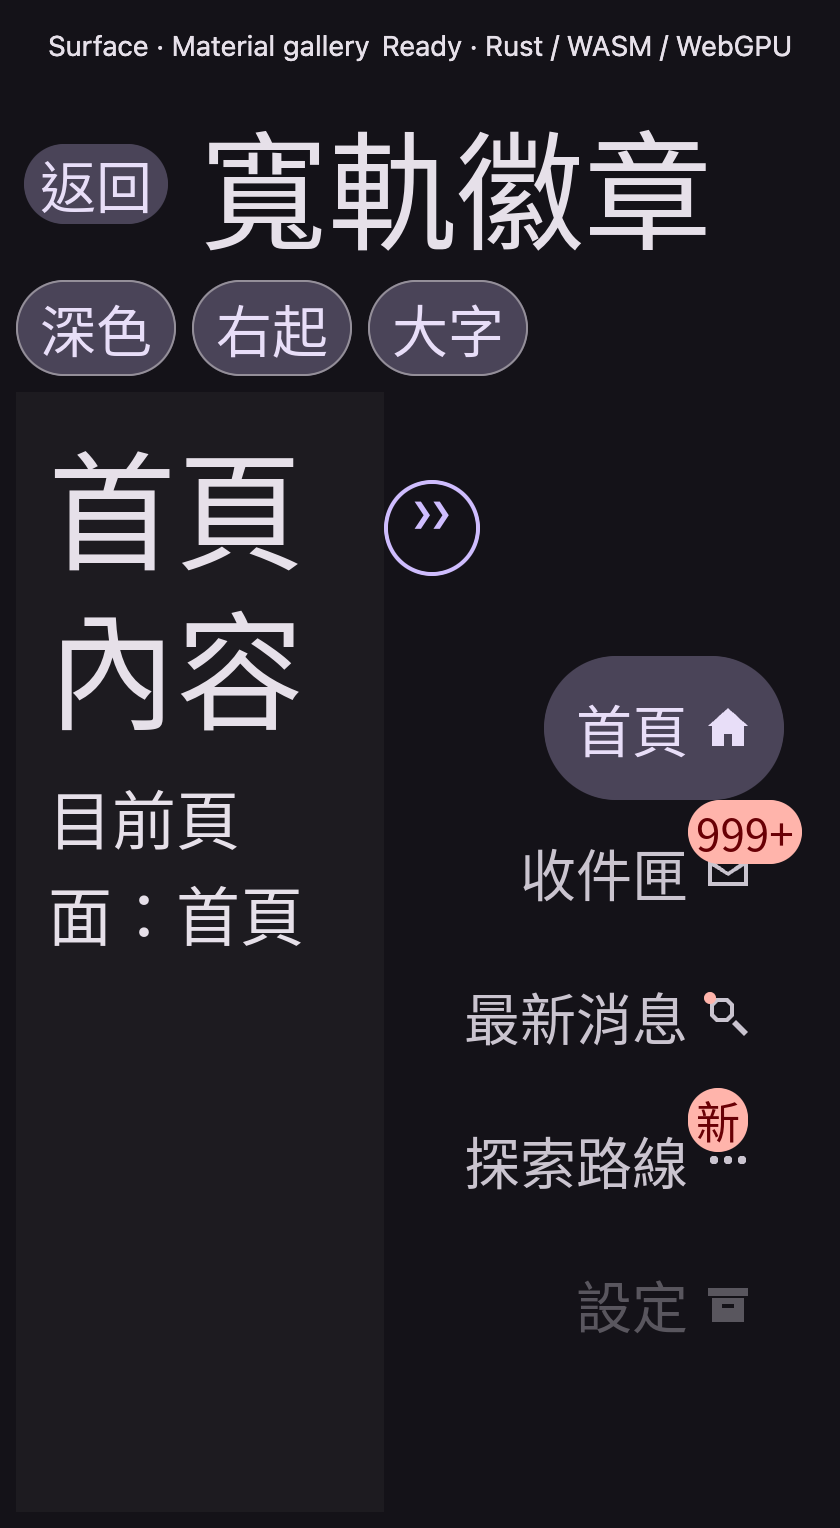 Surface · Material gallery Ready · Rust / WASM / WebGPU
返回 寬軌徽章
深色 右起 大字
首頁
內容
目前頁
面：首頁
首頁
999+
收件匣
最新消息
新
探索路線
設定